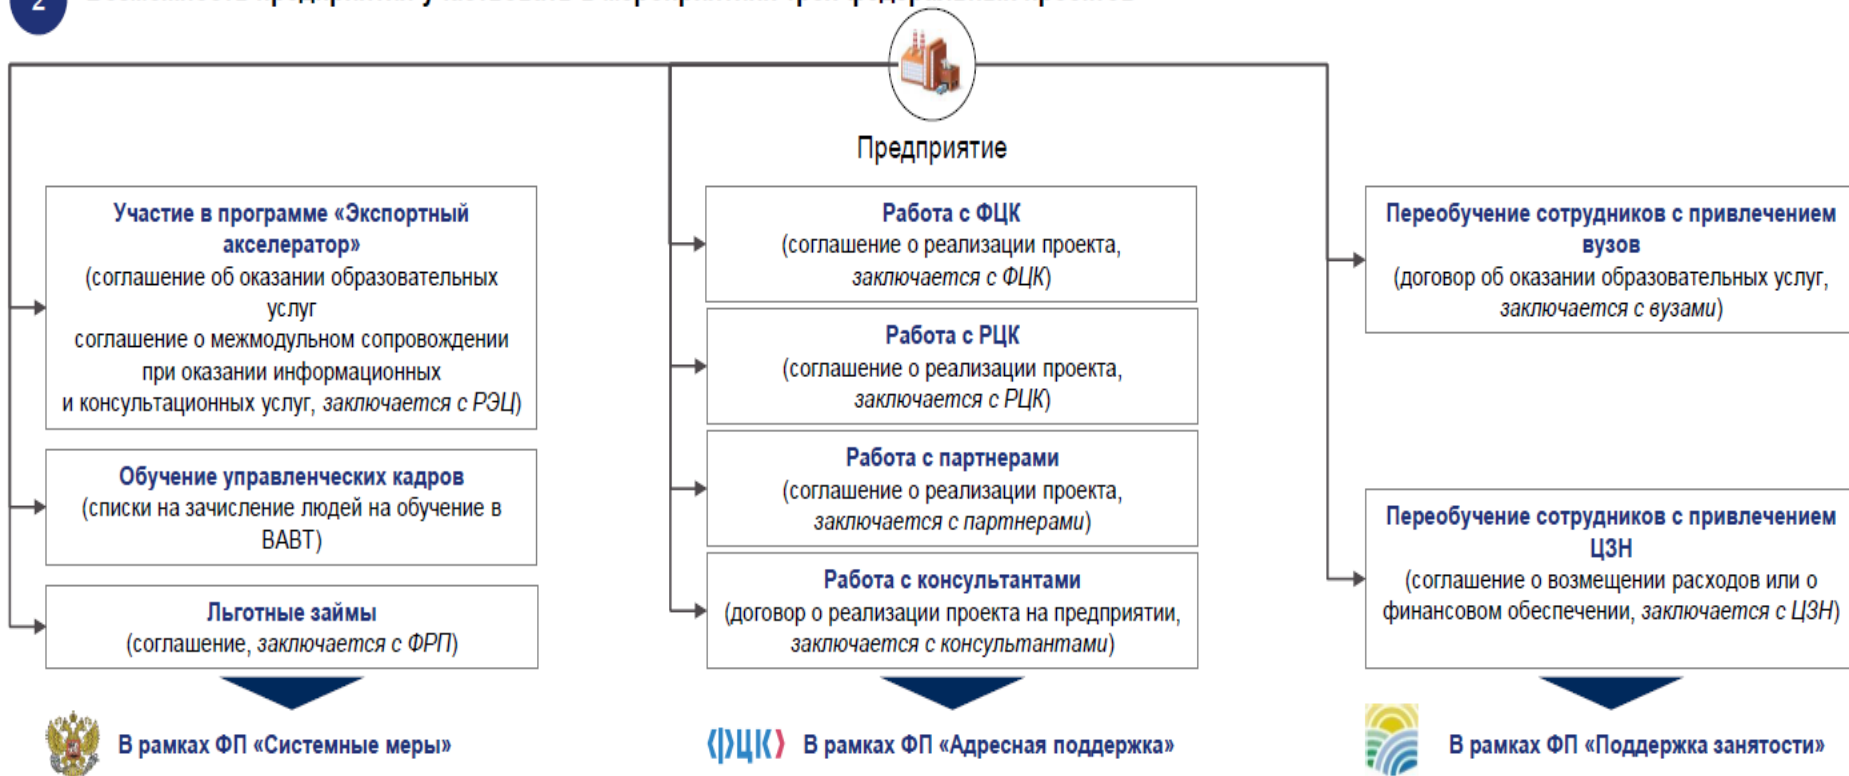 2
Предприятие
Участие в программе «Экспортный
акселератор»
(соглашение об оказании образовательных
услуг
соглашение о межмодульном сопровождении
при оказании информационных
и консультационных услуг, заключается с РЭЦ)
Обучение управленческих кадров
(списки на зачисление людей на обучение в
ВАВТ)
Льготные займы
(соглашение, заключается с ФРП)
В рамках ФП «Системные меры»
Работа с ФЦК
(соглашение о реализации проекта,
заключается с ФЦК)
Работа с РЦК
(соглашение о реализации проекта,
заключается с РЦК)
Работа с партнерами
(соглашение о реализации проекта,
заключается с партнерами)
Работа с консультантами
(договор о реализации проекта на предприятии,
заключается с консультантами)
ФЦК
В рамках ФП «Адресная поддержка»
Переобучение сотрудников с привлечением
вузов
(договор об оказании образовательных услуг,
заключается с вузами)
Переобучение сотрудников с привлечением
ЦЗН
(соглашение о возмещении расходов или о
финансовом обеспечении, заключается с ЦЗН)
В рамках ФП «Поддержка занятости»